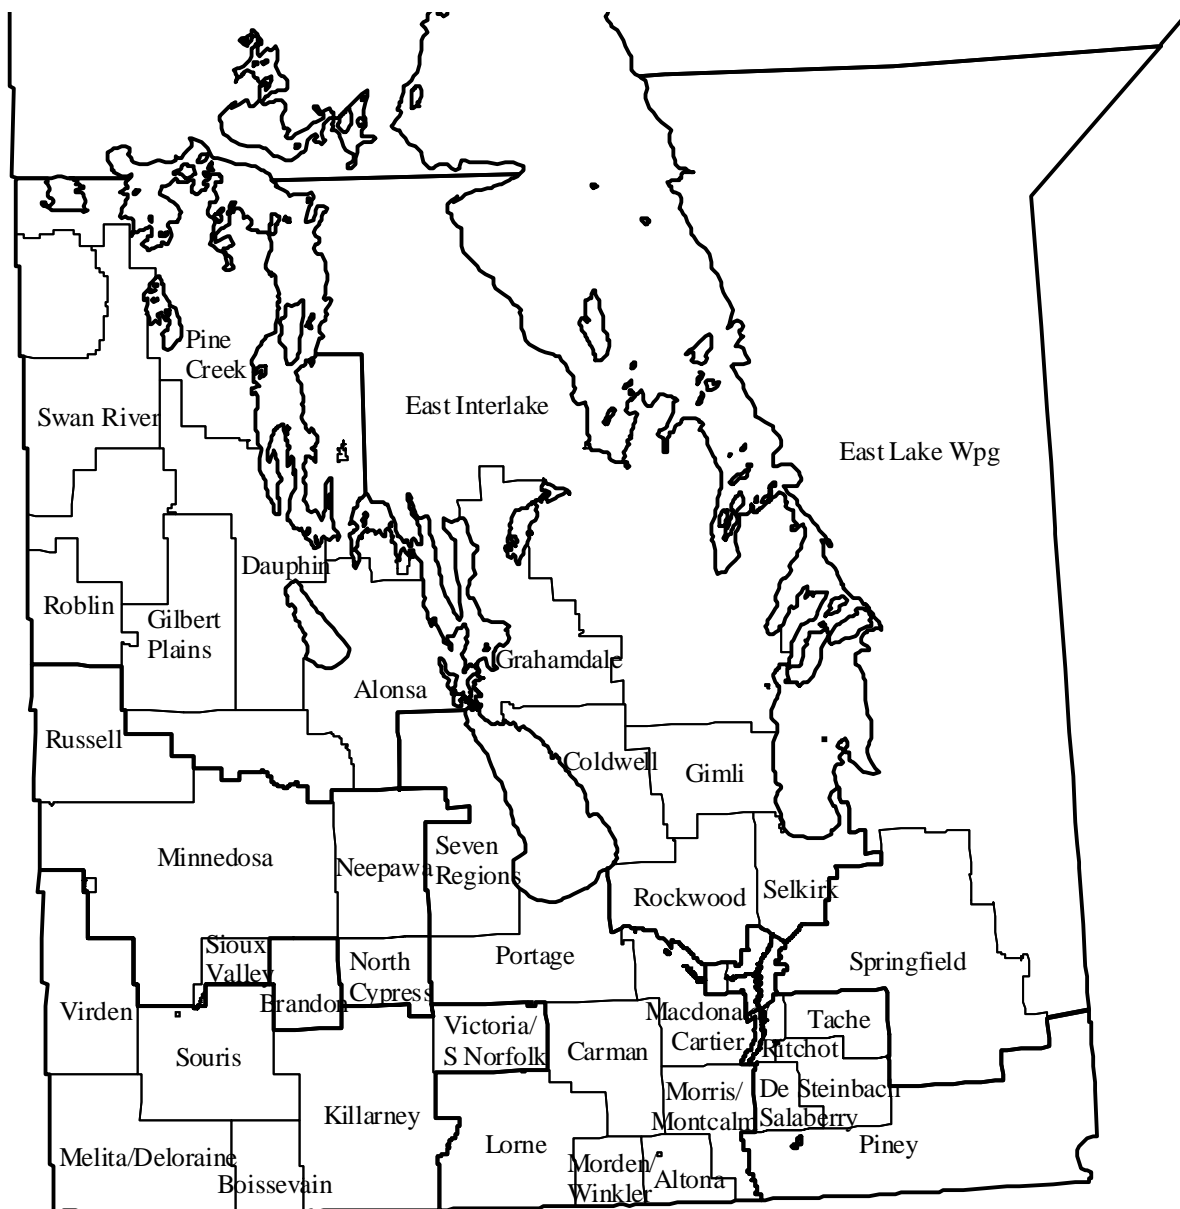 Pine
Creek
East Interlake
Swan River
East Lake Wpg
Dauphin
Roblin
Gilbert
Plains
Grahamdale
Alonsa
Russell
Coldwell
Gimli
Minnedosa
Neepawa
Seven
Regions
Rockwood
Selkirk
Sioux
Valley
North
Cypress
Portage
Springfield
Brandon
Virden
Victoria/
S Norfolk
Macdona
Cartier
Tache
Souris
Carman
Ritchot
Killarney
Morris/
Montcalm
De
Salaberry
Steinbach
Lorne
Piney
Melita/Deloraine
Boissevain
Morden/
Winkler
Altona